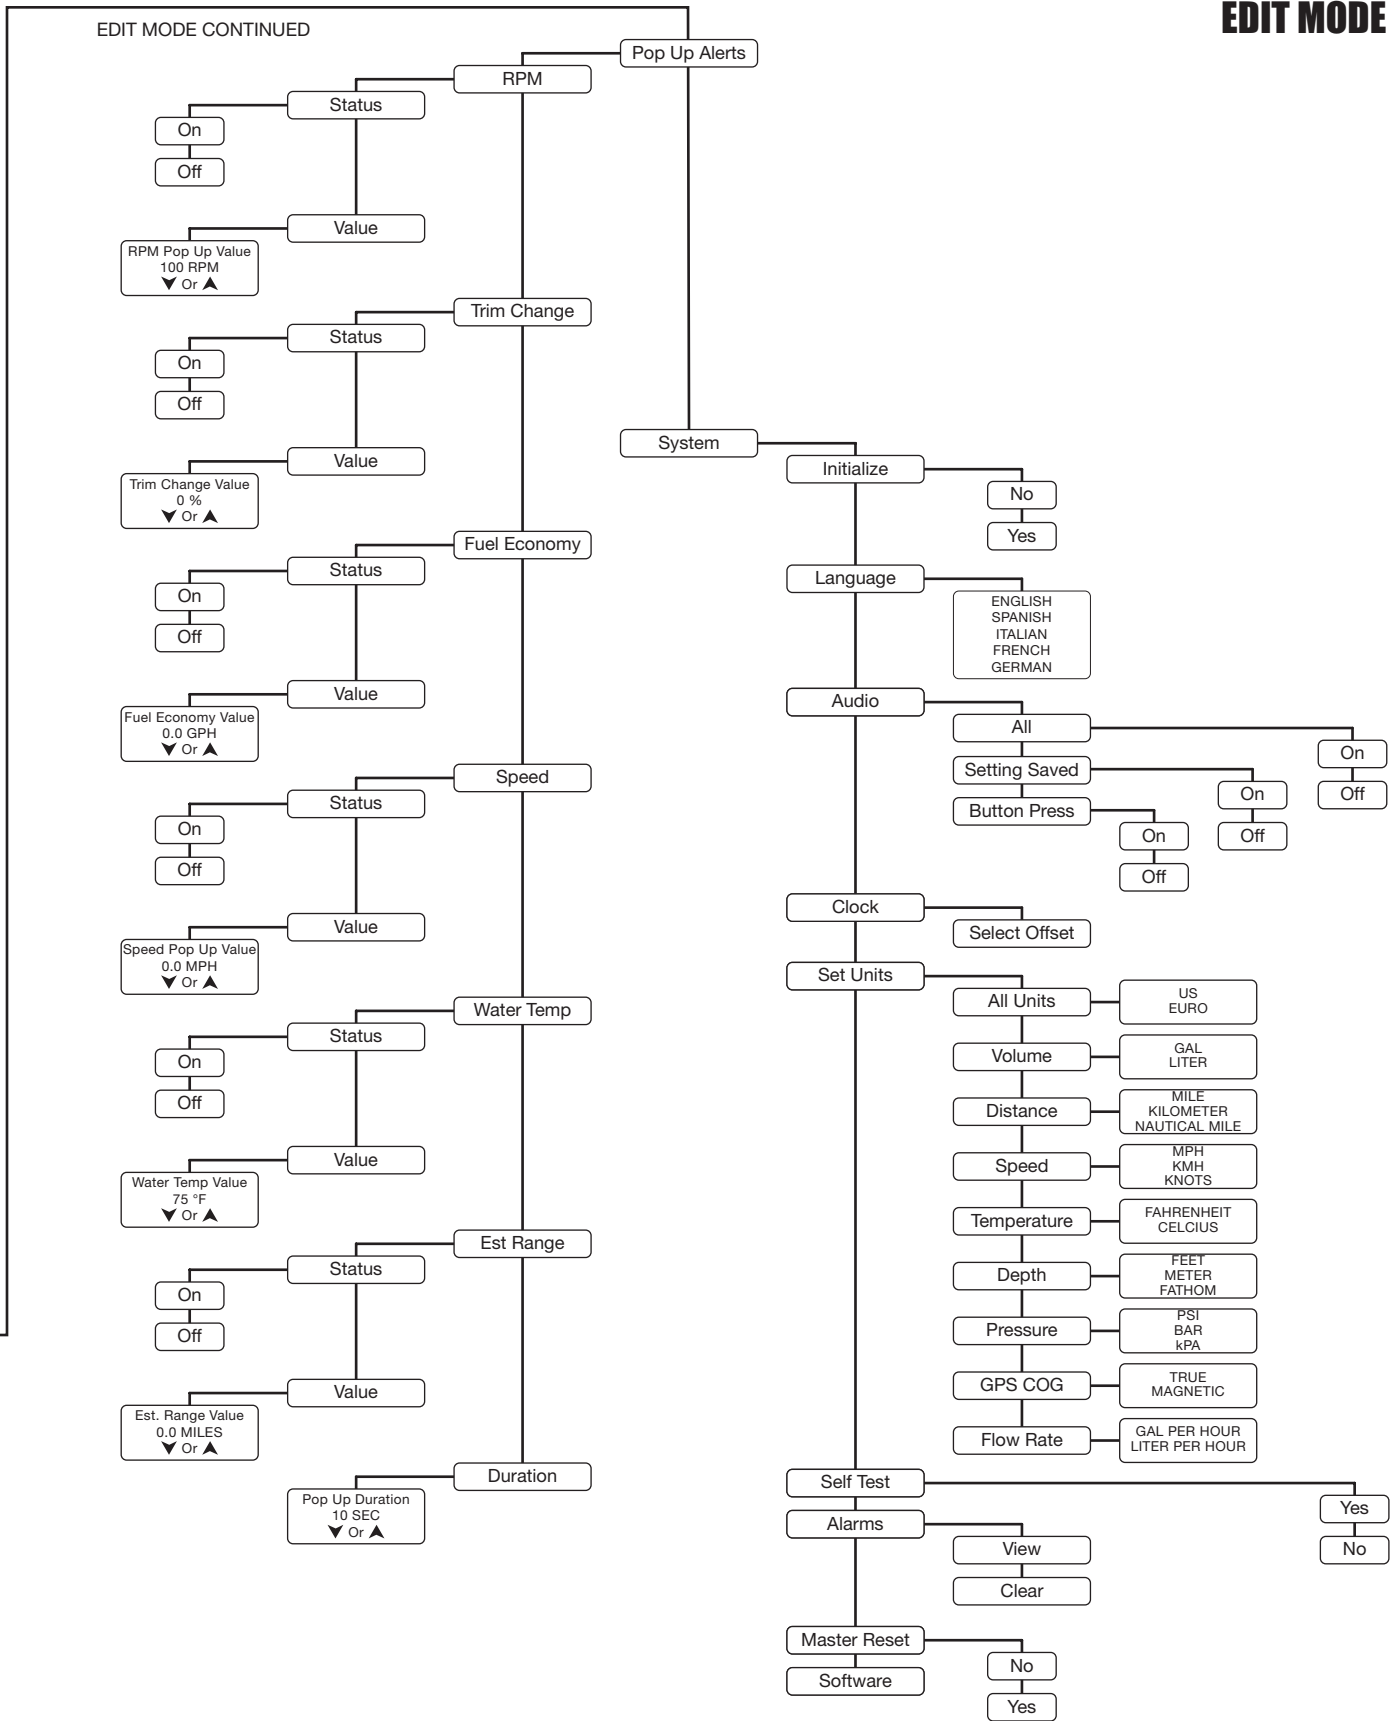 EDIT MODE
EDIT MODE CONTINUED
Pop Up Alerts
RPM
Status
On
Off
Value
RPM Pop Up Value
100 RPM
Or
Trim Change
Status
On
Off
Value
Trim Change Value
0 %
Or
Fuel Economy
Status
On
Off
Value
Fuel Economy Value
0.0 GPH
Or
Speed
Status
On
Off
Value
Speed Pop Up Value
0.0 MPH
Or
Water Temp
Status
On
Off
Value
Water Temp Value
75 °F
Or
Est Range
Status
On
Off
Value
Est. Range Value
0.0 MILES
Or
Duration
Pop Up Duration
10 SEC
Or
System
Initialize
No
Yes
Language
ENGLISH
SPANISH
ITALIAN
FRENCH
GERMAN
Audio
All
On
Off
Setting Saved
On
Off
Button Press
On
Off
Clock
Select Offset
Set Units
All Units
US
EURO
Volume
GAL
LITER
Distance
MILE
KILOMETER
NAUTICAL MILE
Speed
MPH
KMH
KNOTS
Temperature
FAHRENHEIT
CELCIUS
Depth
FEET
METER
FATHOM
Pressure
PSI
BAR
kPA
GPS COG
TRUE
MAGNETIC
Flow Rate
GAL PER HOUR
LITER PER HOUR
Self Test
Yes
No
Alarms
View
Clear
Master Reset
No
Yes
Software